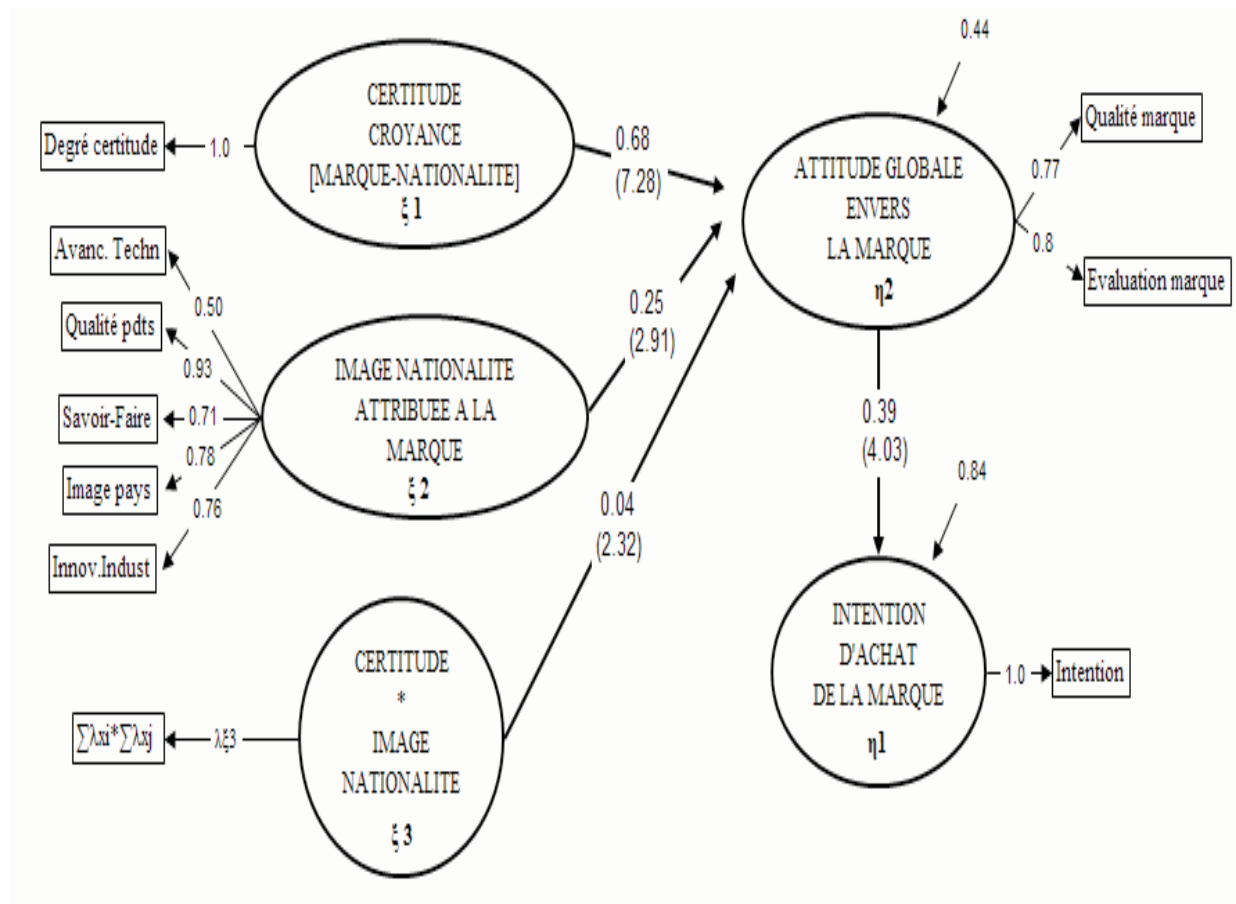 0.44
CERTITUDE
CROYANCE
[MARQUE-NATIONALITE]
ξ 1
Degré certitude
1.0
0.68
(7.28)
ATTITUDE GLOBALE
ENVERS
LA MARQUE
η2
Qualité marque
0.77
0.8
Evaluation marque
Avanc. Techn
0.50
Qualité pdts
0.93
Savoir-Faire
0.71
Image pays
0.78
Innov.Indust
0.76
IMAGE NATIONALITE
ATTRIBUEE A LA
MARQUE
ξ 2
0.25
(2.91)
0.39
(4.03)
0.04
(2.32)
0.84
CERTITUDE
*
IMAGE
NATIONALITE
ξ 3
∑λxi*∑λxj
λξ3
INTENTION
D'ACHAT
DE LA MARQUE
η1
1.0
Intention